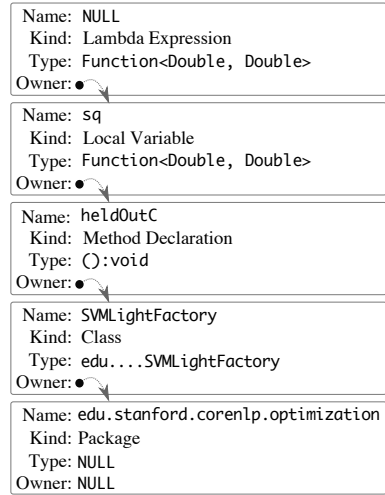 Name: NULL
Kind: Lambda Expression
Type: Function<Double, Double>
Owner:
Name: sq
Kind: Local Variable
Type: Function<Double, Double>
Owner:
Name: heldOutC
Kind: Method Declaration
Type: ():void
Owner:
Name: SVMLightFactory
Kind: Class
Type: edu....SVMLightFactory
Owner:
Name: edu.stanford.corenlp.optimization
Kind: Package
Type: NULL
Owner: NULL